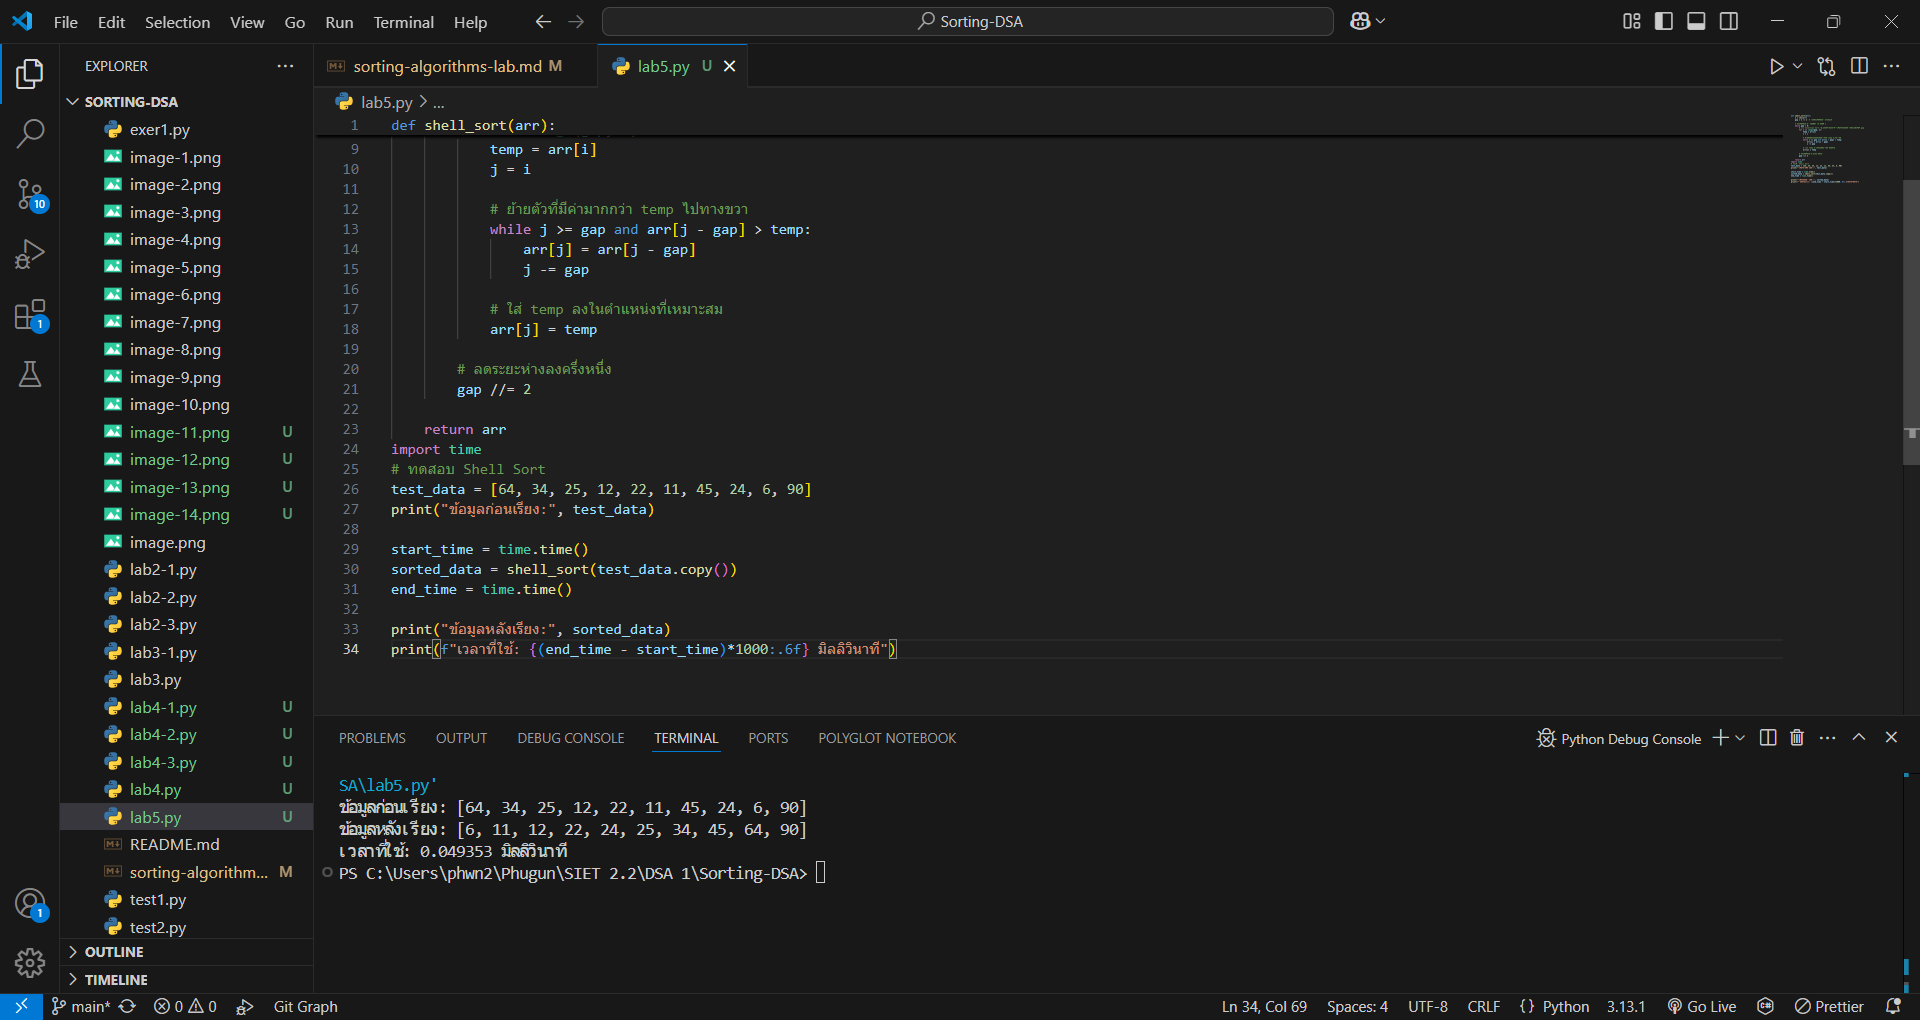 File Edit Selection View Go Run Terminal Help
Sorting-DSA
EXPLORER
SORTING-DSA
exer1.py
image-1.png
image-2.png
image-3.png
image-4.png
image-5.png
image-6.png
image-7.png
image-8.png
image-9.png
image-10.png
image-11.png U
image-12.png U
image-13.png U
image-14.png U
image.png
lab2-1.py
lab2-2.py
lab2-3.py
lab3-1.py
lab3.py
lab4-1.py U
lab4-2.py U
lab4-3.py U
lab4.py U
lab5.py U
README.md
sorting-algorithm... M
test1.py
test2.py
OUTLINE
TIMELINE
10
1
1
sorting-algorithms-lab.md M
lab5.py U
lab5.py > ...
1 def shell_sort(arr):
9 temp = arr[i]
10 j = i
11
12 # ย้ายตัวที่มีค่ามากกว่า temp ไปทางขวา
13 while j >= gap and arr[j - gap] > temp:
14 arr[j] = arr[j - gap]
15 j -= gap
16
17 # ใส่ temp ลงในตำแหน่งที่เหมาะสม
18 arr[j] = temp
19
20 # ลดระยะห่างลงครึ่งหนึ่ง
21 gap //= 2
22
23 return arr
24 import time
25 # ทดสอบ Shell Sort
26 test_data = [64, 34, 25, 12, 22, 11, 45, 24, 6, 90]
27 print("ข้อมูลก่อนเรียง:", test_data)
28
29 start_time = time.time()
30 sorted_data = shell_sort(test_data.copy())
31 end_time = time.time()
32
33 print("ข้อมูลหลังเรียง:", sorted_data)
34 print(f"เวลาที่ใช้: {(end_time - start_time)*1000:.6f} มิลลิวินาที")
PROBLEMS OUTPUT DEBUG CONSOLE TERMINAL PORTS POLYGLOT NOTEBOOK
Python Debug Console
SA\lab5.py'
ข้อมูลก่อนเรียง: [64, 34, 25, 12, 22, 11, 45, 24, 6, 90]
ข้อมูลหลังเรียง: [6, 11, 12, 22, 24, 25, 34, 45, 64, 90]
เวลาที่ใช้: 0.049353 มิลลิวินาที
PS C:\Users\phwn2\Phugun\SIET 2.2\DSA 1\Sorting-DSA>
main* 0 0 Git Graph
Ln 34, Col 69 Spaces: 4 UTF-8 CRLF {} Python 3.13.1 Go Live Prettier